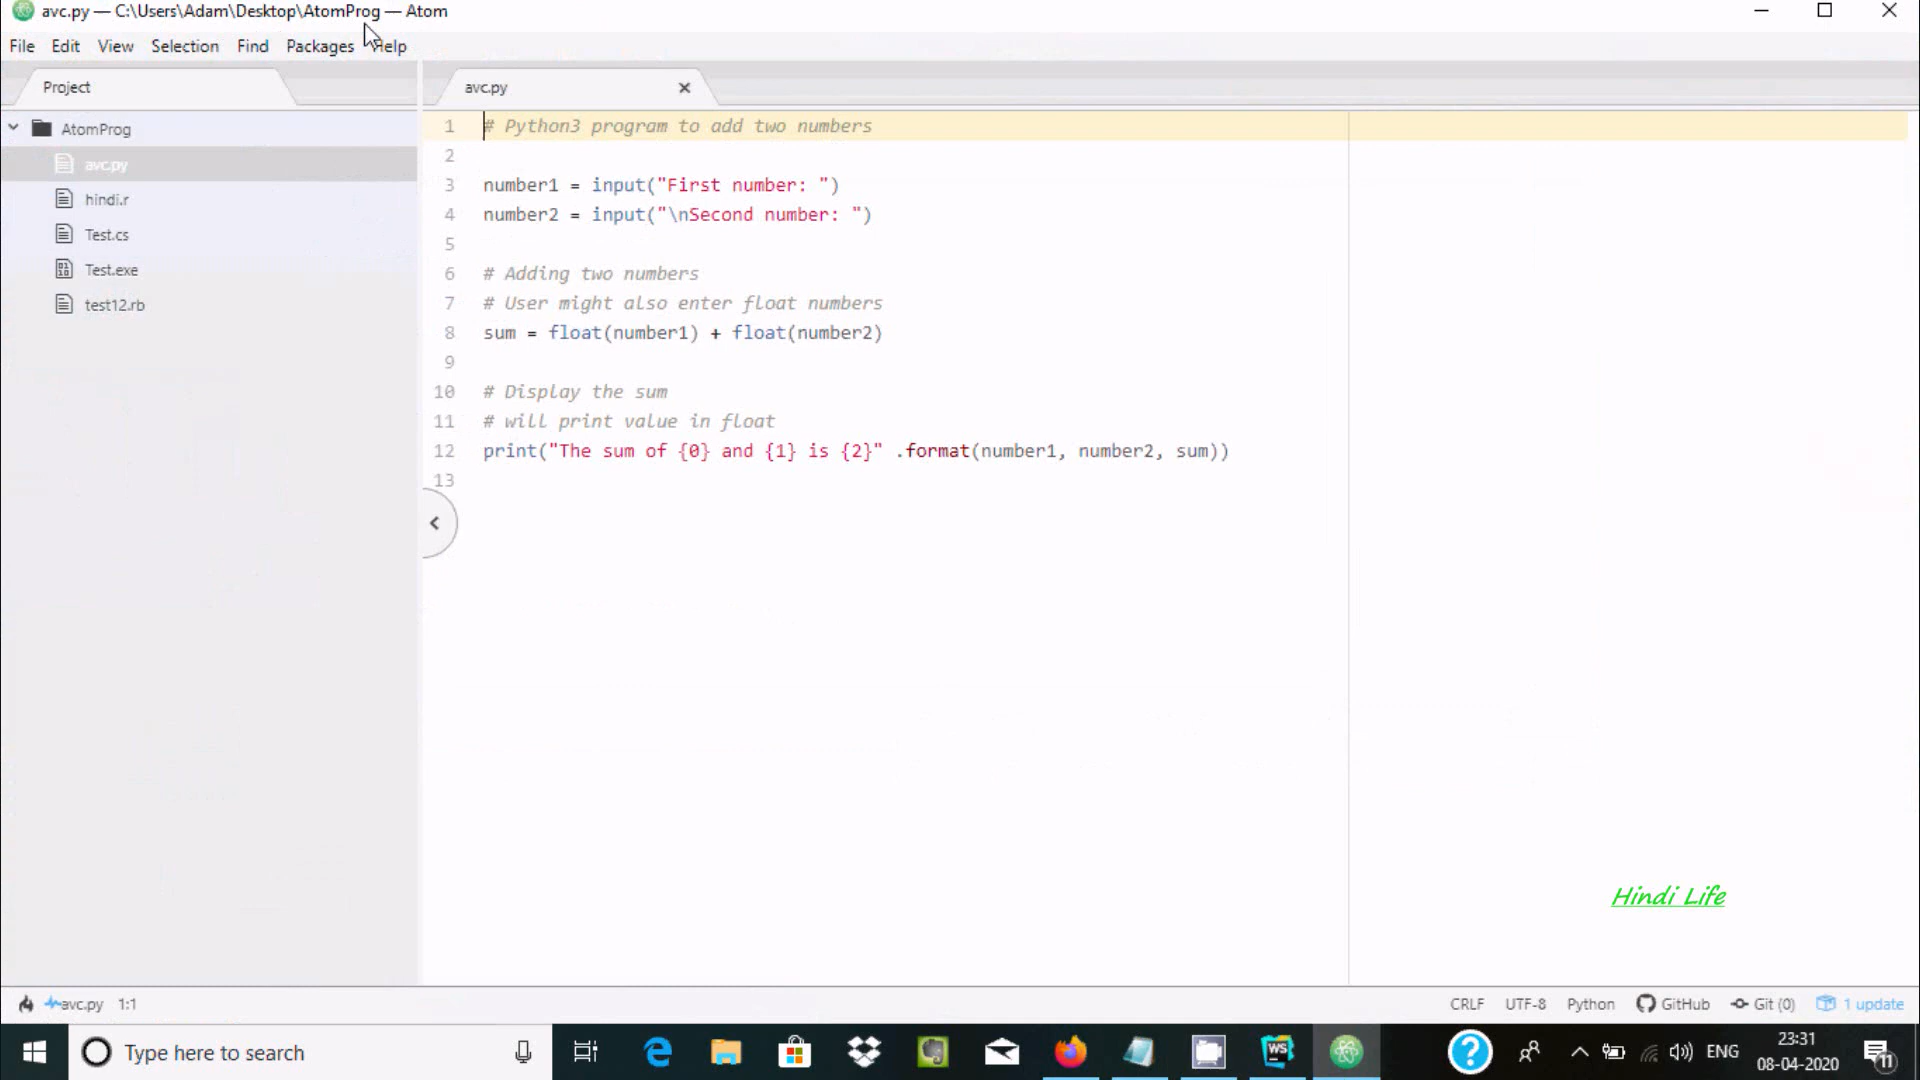 avc.py — C:\Users\Adam\Desktop\AtomProg — Atom
File Edit View Selection Find Packages Help
Project
AtomProg
avc.py
hindi.r
Test.cs
Test.exe
test12.rb
avc.py
1 # Python3 program to add two numbers
2
3 number1 = input("First number: ")
4 number2 = input("\nSecond number: ")
5
6 # Adding two numbers
7 # User might also enter float numbers
8 sum = float(number1) + float(number2)
9
10 # Display the sum
11 # will print value in float
12 print("The sum of {0} and {1} is {2}" .format(number1, number2, sum))
13
Hindi Life
avc.py 1:1 CRLF UTF-8 Python GitHub Git (0) 1 update
Type here to search
WS
ENG
23:31
08-04-2020
11